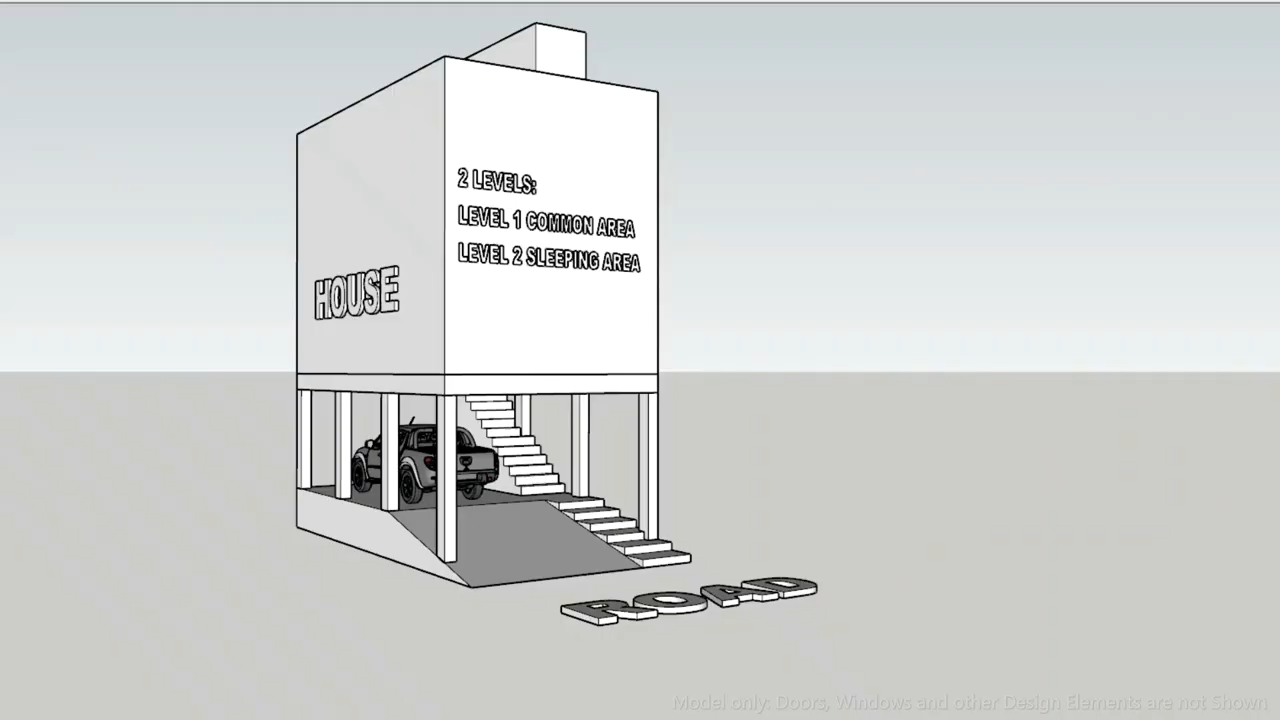 2 LEVELS:
LEVEL 1 COMMON AREA
LEVEL 2 SLEEPING AREA
HOUSE
ROAD
Model only: Doors, Windows and other Design Elements are not Shown